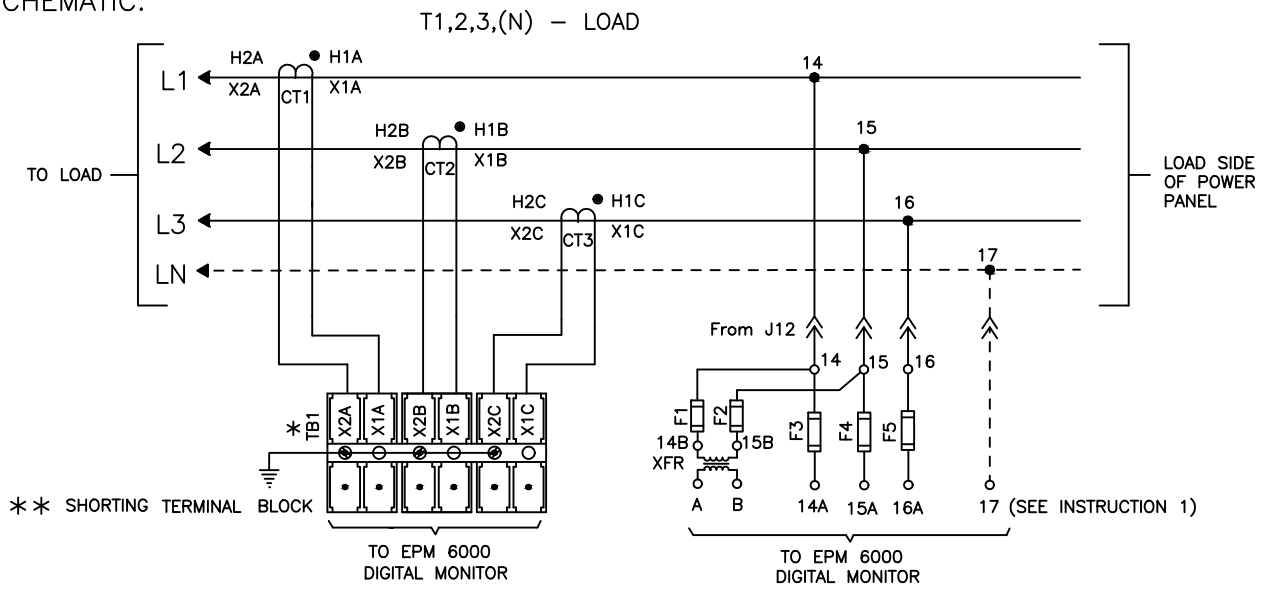 CHEMATIC:
T1,2,3,(N) – LOAD
H2A H1A
L1
X2A CT1 X1A
14
H2B H1B
L2
X2B CT2 X1B
15
TO LOAD
LOAD SIDE
OF POWER
PANEL
H2C H1C
L3
X2C CT3 X1C
16
LN
17
From J12
14 15 16
* TB1
X2A X1A X2B X1B X2C X1C
F1 F2 F3 F4 F5
14B 15B
XFR
A B 14A 15A 16A 17 (SEE INSTRUCTION 1)
** SHORTING TERMINAL BLOCK
TO EPM 6000
DIGITAL MONITOR
TO EPM 6000
DIGITAL MONITOR